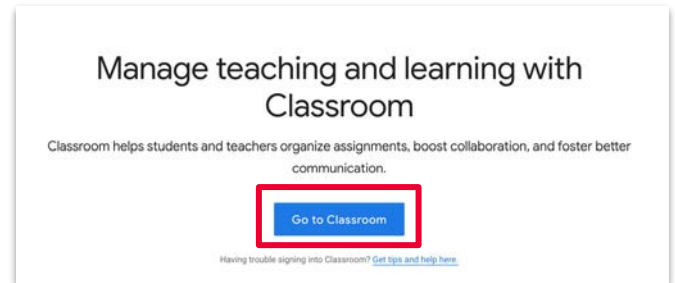 Manage teaching and learning with
Classroom
Classroom helps students and teachers organize assignments, boost collaboration, and foster better
communication.
Go to Classroom
Having trouble signing into Classroom? Get tips and help here.